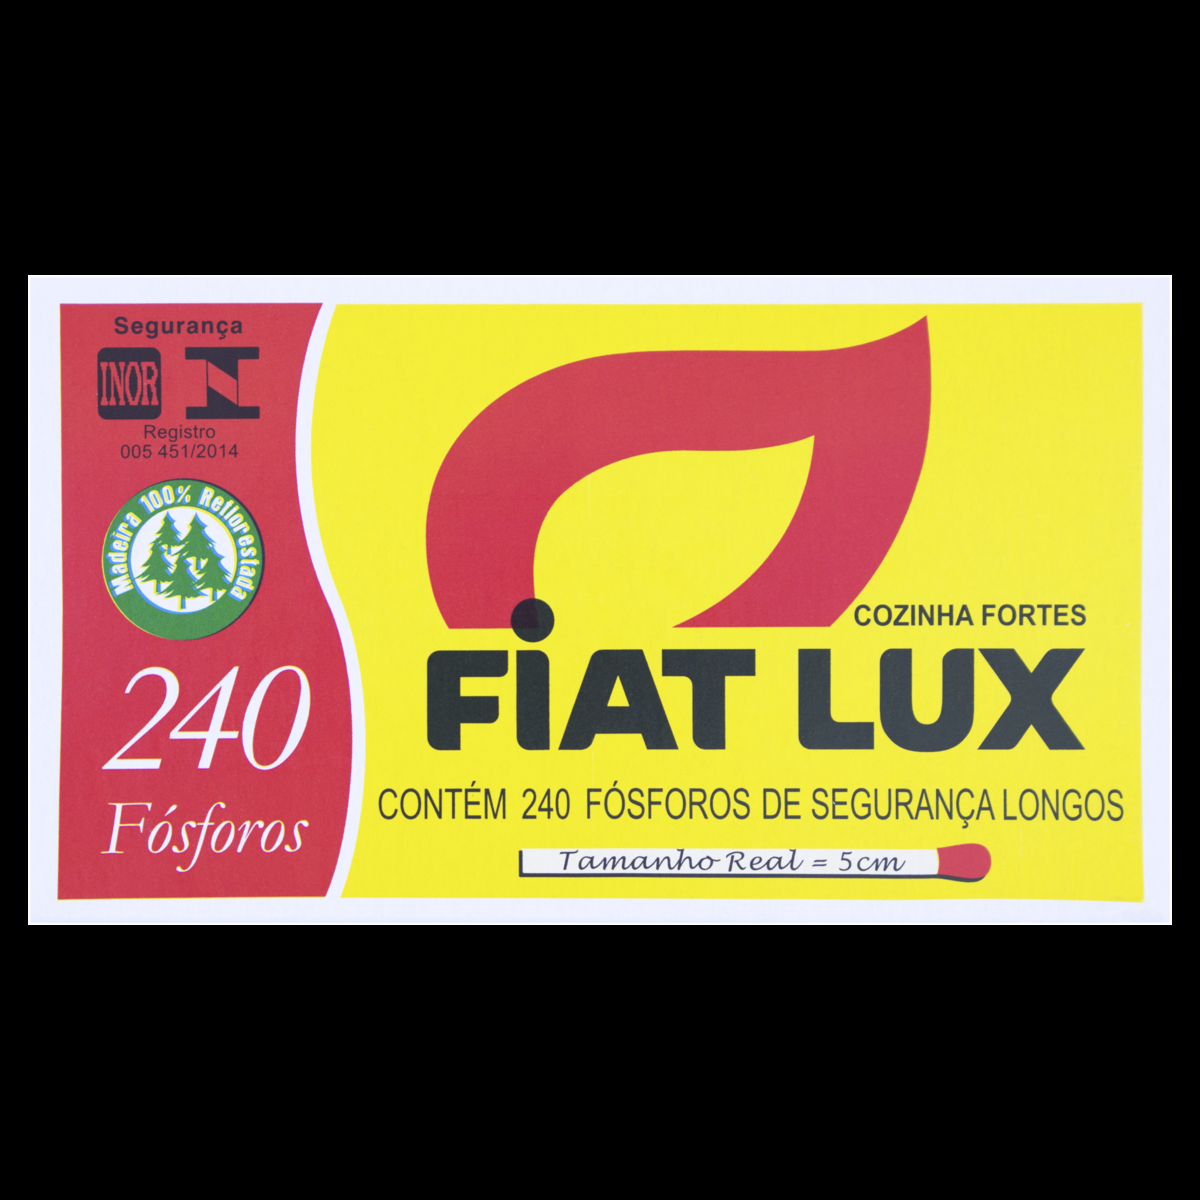 Segurança
INOR
Registro
005 451/2014
Madeira 100% Reflorestada
240
Fósforos
COZINHA FORTES
FiAT LUX
CONTÉM 240 FÓSFOROS DE SEGURANÇA LONGOS
Tamanho Real = 5cm